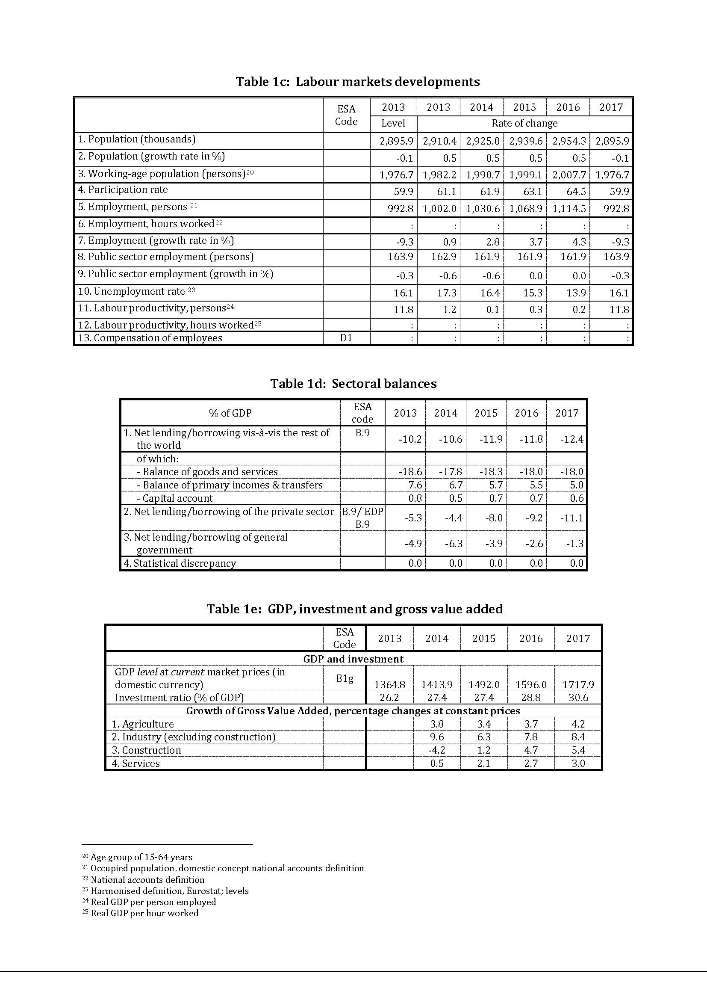 Table 1c: Labour markets developments
ESA Code 2013 2013 2014 2015 2016 2017
Level Rate of change
1. Population (thousands) 2,895.9 2,910.4 2,925.0 2,939.6 2,954.3 2,895.9
2. Population (growth rate in %) -0.1 0.5 0.5 0.5 0.5 -0.1
3. Working-age population (persons)20 1,976.7 1,982.2 1,990.7 1,999.1 2,007.7 1,976.7
4. Participation rate 59.9 61.1 61.9 63.1 64.5 59.9
5. Employment, persons 21 992.8 1,002.0 1,030.6 1,068.9 1,114.5 992.8
6. Employment, hours worked22 : : : : : :
7. Employment (growth rate in %) -9.3 0.9 2.8 3.7 4.3 -9.3
8. Public sector employment (persons) 163.9 162.9 161.9 161.9 161.9 163.9
9. Public sector employment (growth in %) -0.3 -0.6 -0.6 0.0 0.0 -0.3
10. Unemployment rate 23 16.1 17.3 16.4 15.3 13.9 16.1
11. Labour productivity, persons24 11.8 1.2 0.1 0.3 0.2 11.8
12. Labour productivity, hours worked25 : : : : : :
13. Compensation of employees D1 : : : : : :
Table 1d: Sectoral balances
% of GDP ESA code 2013 2014 2015 2016 2017
1. Net lending/borrowing vis-à-vis the rest of B.9
the world -10.2 -10.6 -11.9 -11.8 -12.4
of which:
- Balance of goods and services -18.6 -17.8 -18.3 -18.0 -18.0
- Balance of primary incomes & transfers 7.6 6.7 5.7 5.5 5.0
- Capital account 0.8 0.5 0.7 0.7 0.6
2. Net lending/borrowing of the private sector B.9/ EDP
B.9 -5.3 -4.4 -8.0 -9.2 -11.1
3. Net lending/borrowing of general
government -4.9 -6.3 -3.9 -2.6 -1.3
4. Statistical discrepancy 0.0 0.0 0.0 0.0 0.0
Table 1e: GDP, investment and gross value added
ESA Code 2013 2014 2015 2016 2017
GDP and investment
GDP level at current market prices (in B1g
domestic currency) 1364.8 1413.9 1492.0 1596.0 1717.9
Investment ratio (% of GDP) 26.2 27.4 27.4 28.8 30.6
Growth of Gross Value Added, percentage changes at constant prices
1. Agriculture 3.8 3.4 3.7 4.2
2. Industry (excluding construction) 9.6 6.3 7.8 8.4
3. Construction -4.2 1.2 4.7 5.4
4. Services 0.5 2.1 2.7 3.0
20 Age group of 15-64 years
21 Occupied population, domestic concept national accounts definition
22 National accounts definition
23 Harmonised definition, Eurostat; levels
24 Real GDP per person employed
25 Real GDP per hour worked